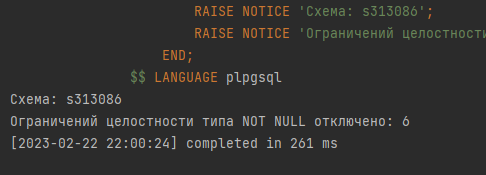 RAISE NOTICE 'Схема: s313086';
RAISE NOTICE 'Ограничений целостности
END;
$$ LANGUAGE plpgsql
Схема: s313086
Ограничений целостности типа NOT NULL отключено: 6
[2023-02-22 22:00:24] completed in 261 ms